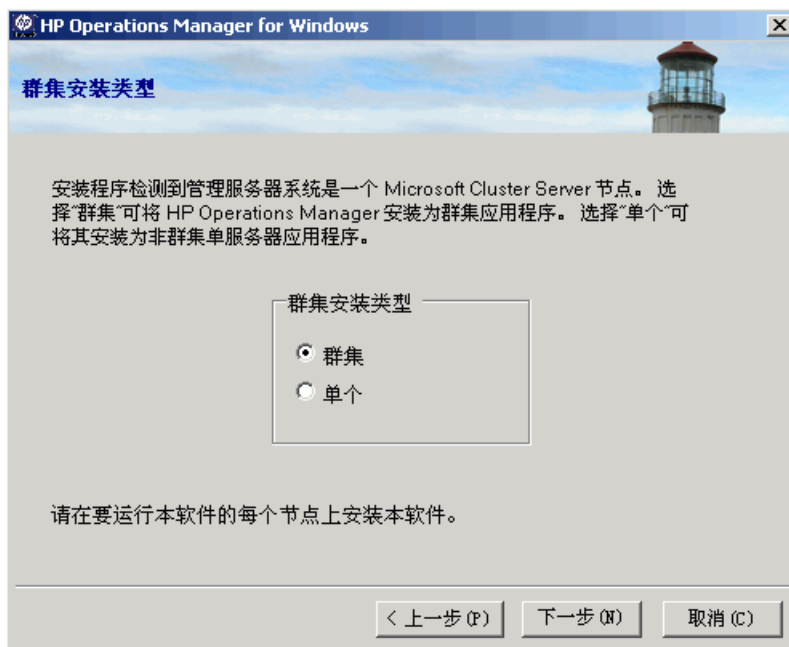 HP Operations Manager for Windows
群集安装类型
安装程序检测到管理服务器系统是一个 Microsoft Cluster Server 节点。 选
择"群集"可将 HP Operations Manager 安装为群集应用程序。 选择"单个"可
将其安装为非群集单服务器应用程序。
群集安装类型
群集
单个
请在要运行本软件的每个节点上安装本软件。
< 上一步(P)
下一步(N)
取消(C)